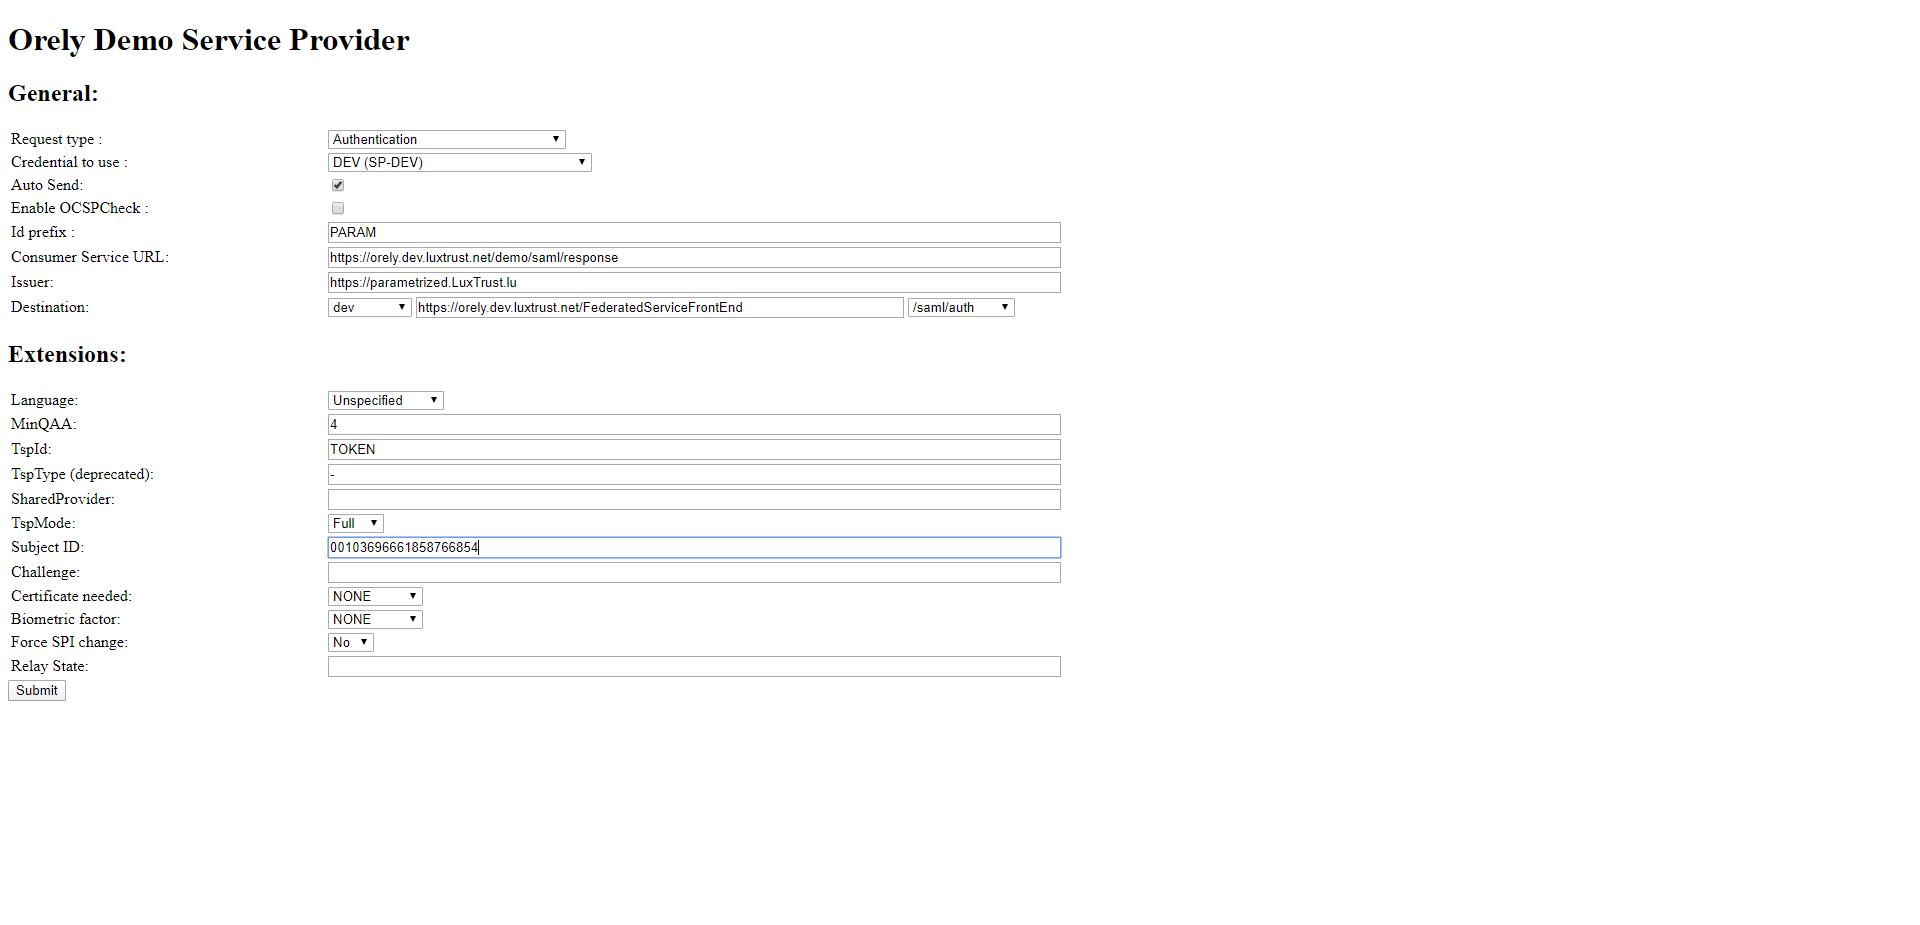 Orely Demo Service Provider
General:
Request type : Authentication
Credential to use : DEV (SP-DEV)
Auto Send:
Enable OCSPCheck :
Id prefix : PARAM
Consumer Service URL: https://orely.dev.luxtrust.net/demo/saml/response
Issuer: https://parametrized.LuxTrust.lu
Destination: dev https://orely.dev.luxtrust.net/FederatedServiceFrontEnd /saml/auth
Extensions:
Language: Unspecified
MinQAA: 4
TspId: TOKEN
TspType (deprecated): -
SharedProvider:
TspMode: Full
Subject ID: 00103696661858766854
Challenge:
Certificate needed: NONE
Biometric factor: NONE
Force SPI change: No
Relay State:
Submit